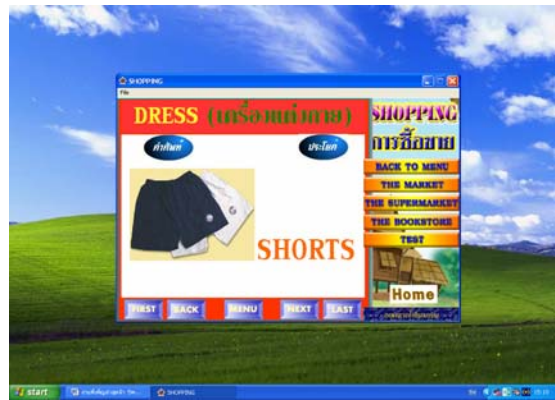 SHOPPING
File
DRESS (เครื่องแต่งกาย)
คำศัพท์
ประโยค
SHORTS
FIRST
BACK
MENU
NEXT
LAST
SHOPPING
การซื้อขาย
BACK TO MENU
THE MARKET
THE SUPERMARKET
THE BOOKSTORE
TEST
Home
start
SHOPPING